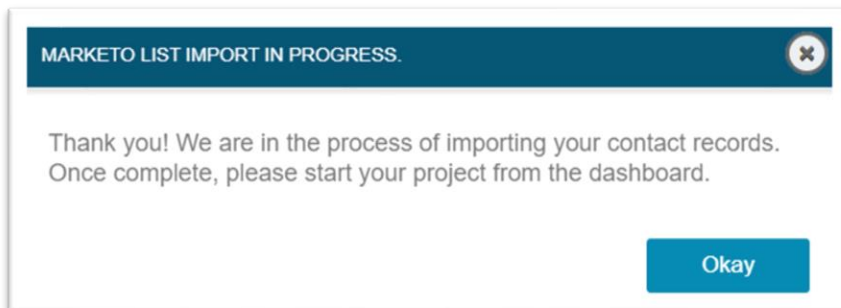 MARKETO LIST IMPORT IN PROGRESS.
Thank you! We are in the process of importing your contact records.
Once complete, please start your project from the dashboard.
Okay